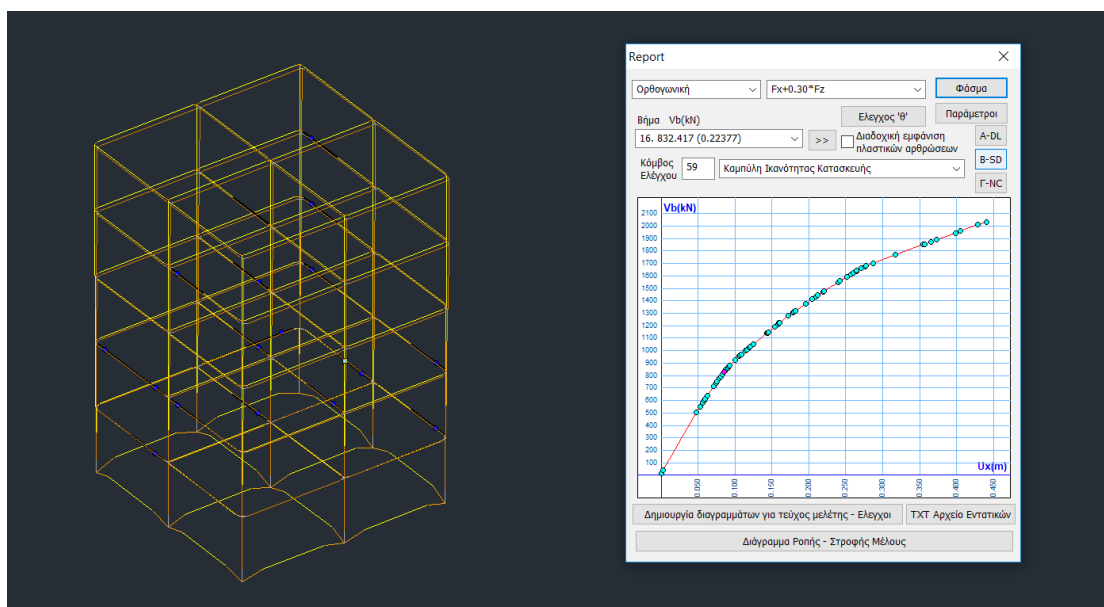 Report
Ορθογωνική
Fx+0.30*Fz
Φάσμα
Βήμα Vb(kN)
Ελεγχος 'θ'
Παράμετροι
16. 832.417 (0.22377)
>>
Διαδοχική εμφάνιση
πλαστικών αρθρώσεων
A-DL
B-SD
Γ-NC
Κόμβος
Ελέγχου
59
Καμπύλη Ικανότητας Κατασκευής
Vb(kN)
2100
2000
1900
1800
1700
1600
1500
1400
1300
1200
1100
1000
900
800
700
600
500
400
300
200
100
Ux(m)
0.050
0.100
0.150
0.200
0.250
0.300
0.350
0.400
0.450
Δημιουργία διαγραμμάτων για τεύχος μελέτης - Ελεγχοι
TXT Αρχείο Εντατικών
Διάγραμμα Ροπής - Στροφής Μέλους